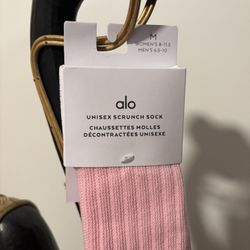 M
WOMEN'S 8-11.5
MEN'S 6.5-10
alo
UNISEX SCRUNCH SOCK
CHAUSSETTES MOLLES
DÉCONTRACTÉES UNISEXE